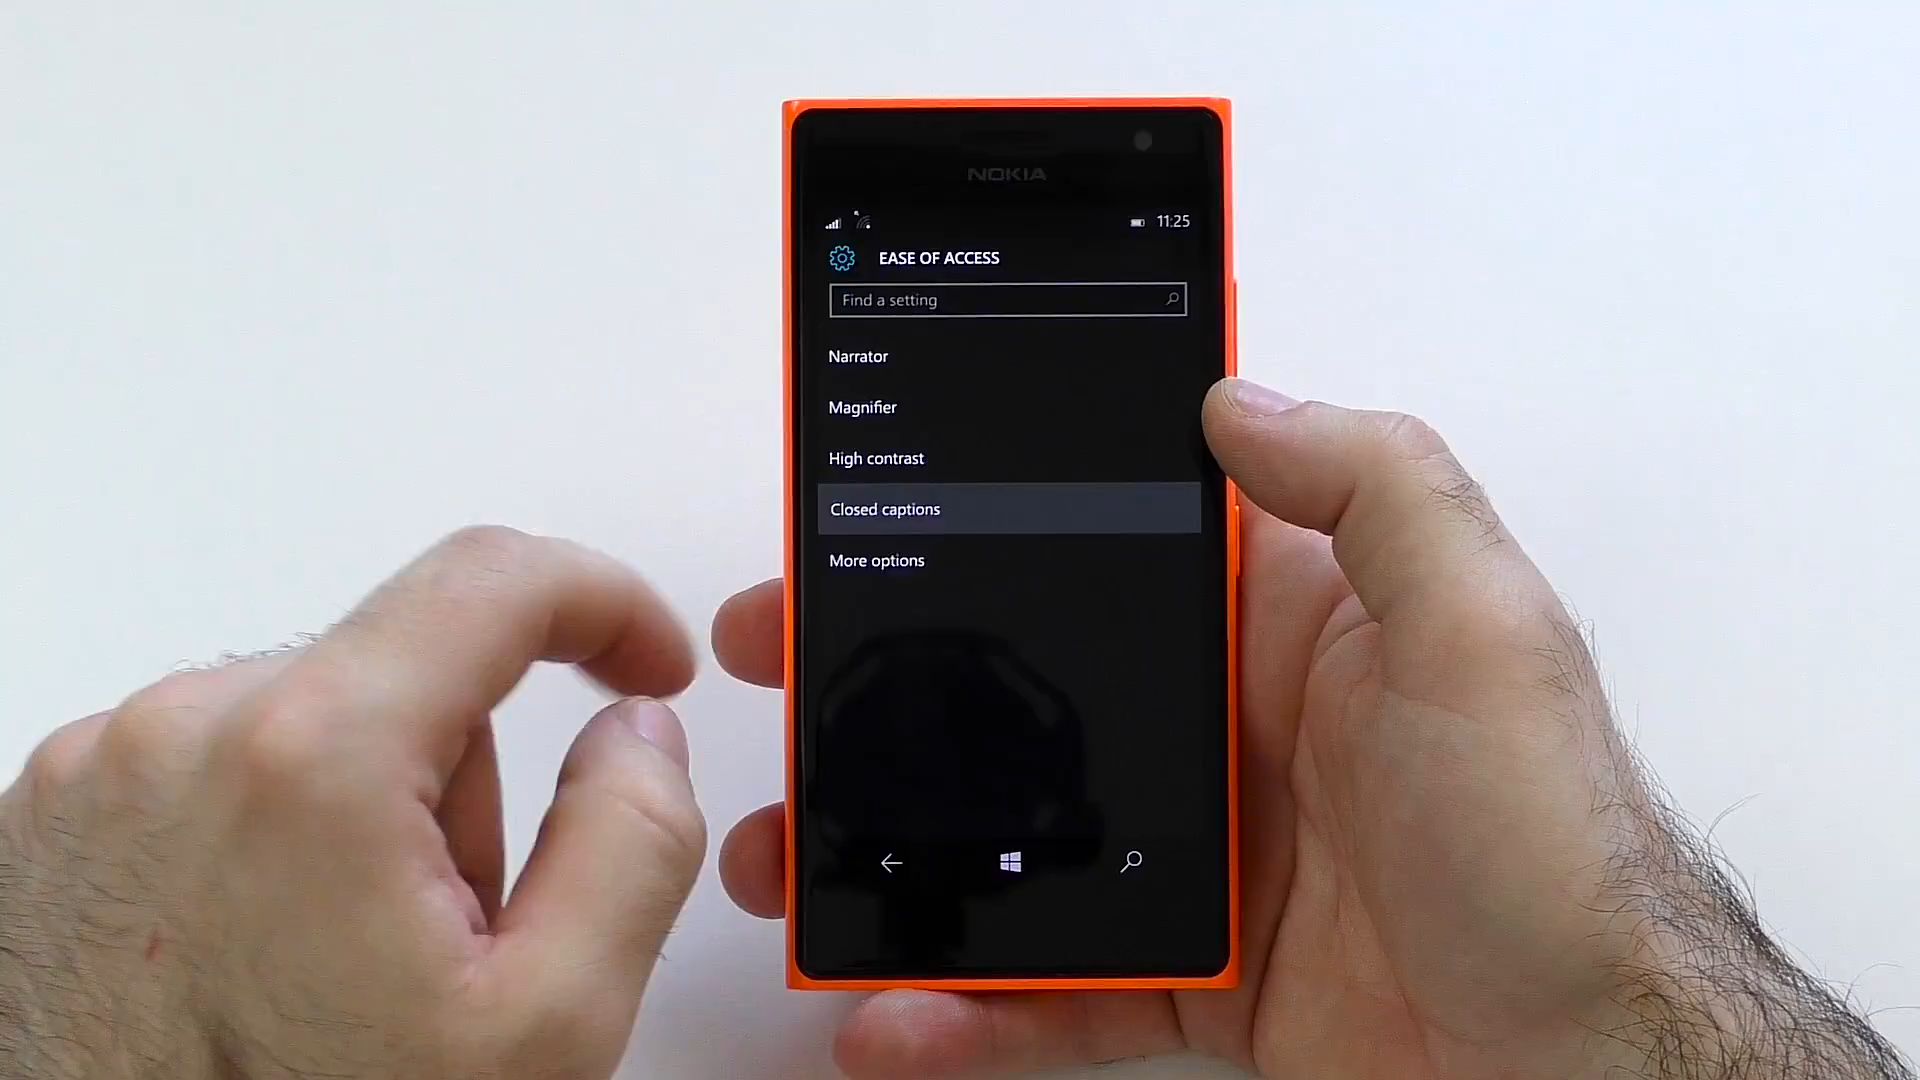 NOKIA
11:25
EASE OF ACCESS
Find a setting
Narrator
Magnifier
High contrast
Closed captions
More options